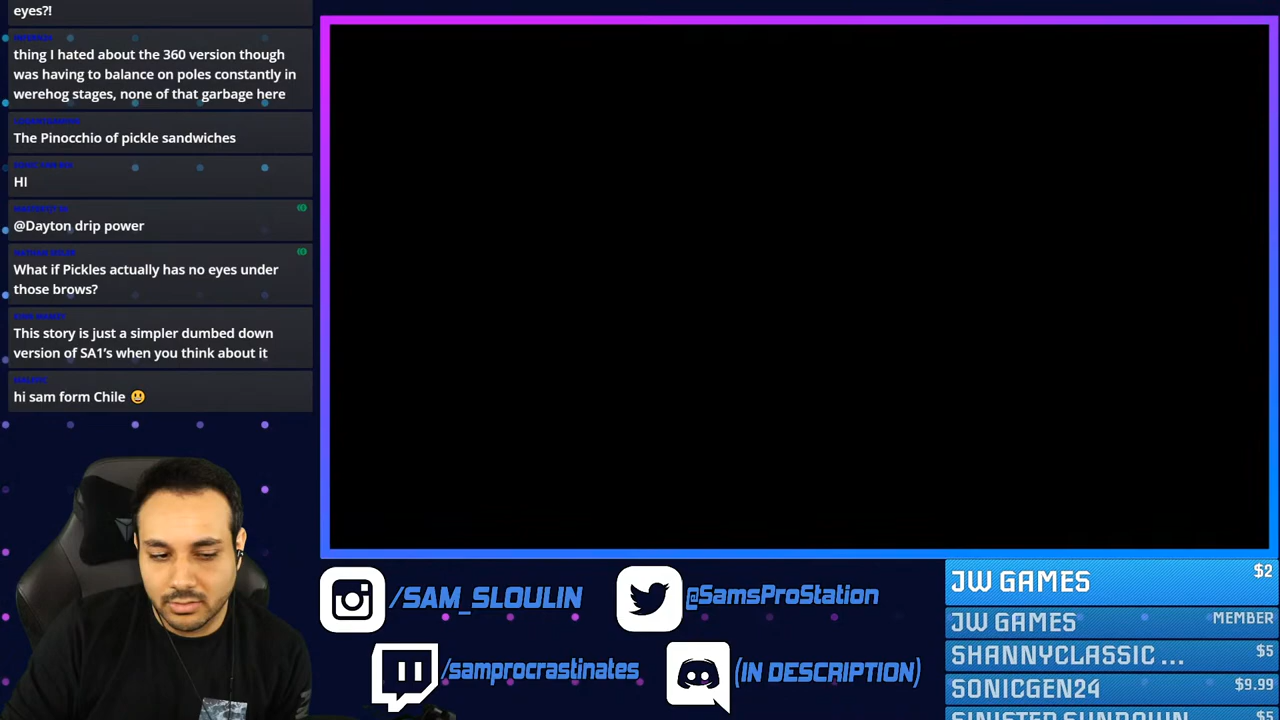 eyes?!
thing I hated about the 360 version though
was having to balance on poles constantly in
werehog stages, none of that garbage here
The Pinocchio of pickle sandwiches
HI
@Dayton drip power
What if Pickles actually has no eyes under
those brows?
This story is just a simpler dumbed down
version of SA1's when you think about it
hi sam form Chile 😃
/SAM_SLOULIN
@SamsProStation
/samprocrastinates
(IN DESCRIPTION)
JW GAMES $2
JW GAMES MEMBER
SHANNYCLASSIC ... $5
SONICGEN24 $9.99
SINISTER SUNDOWN $5